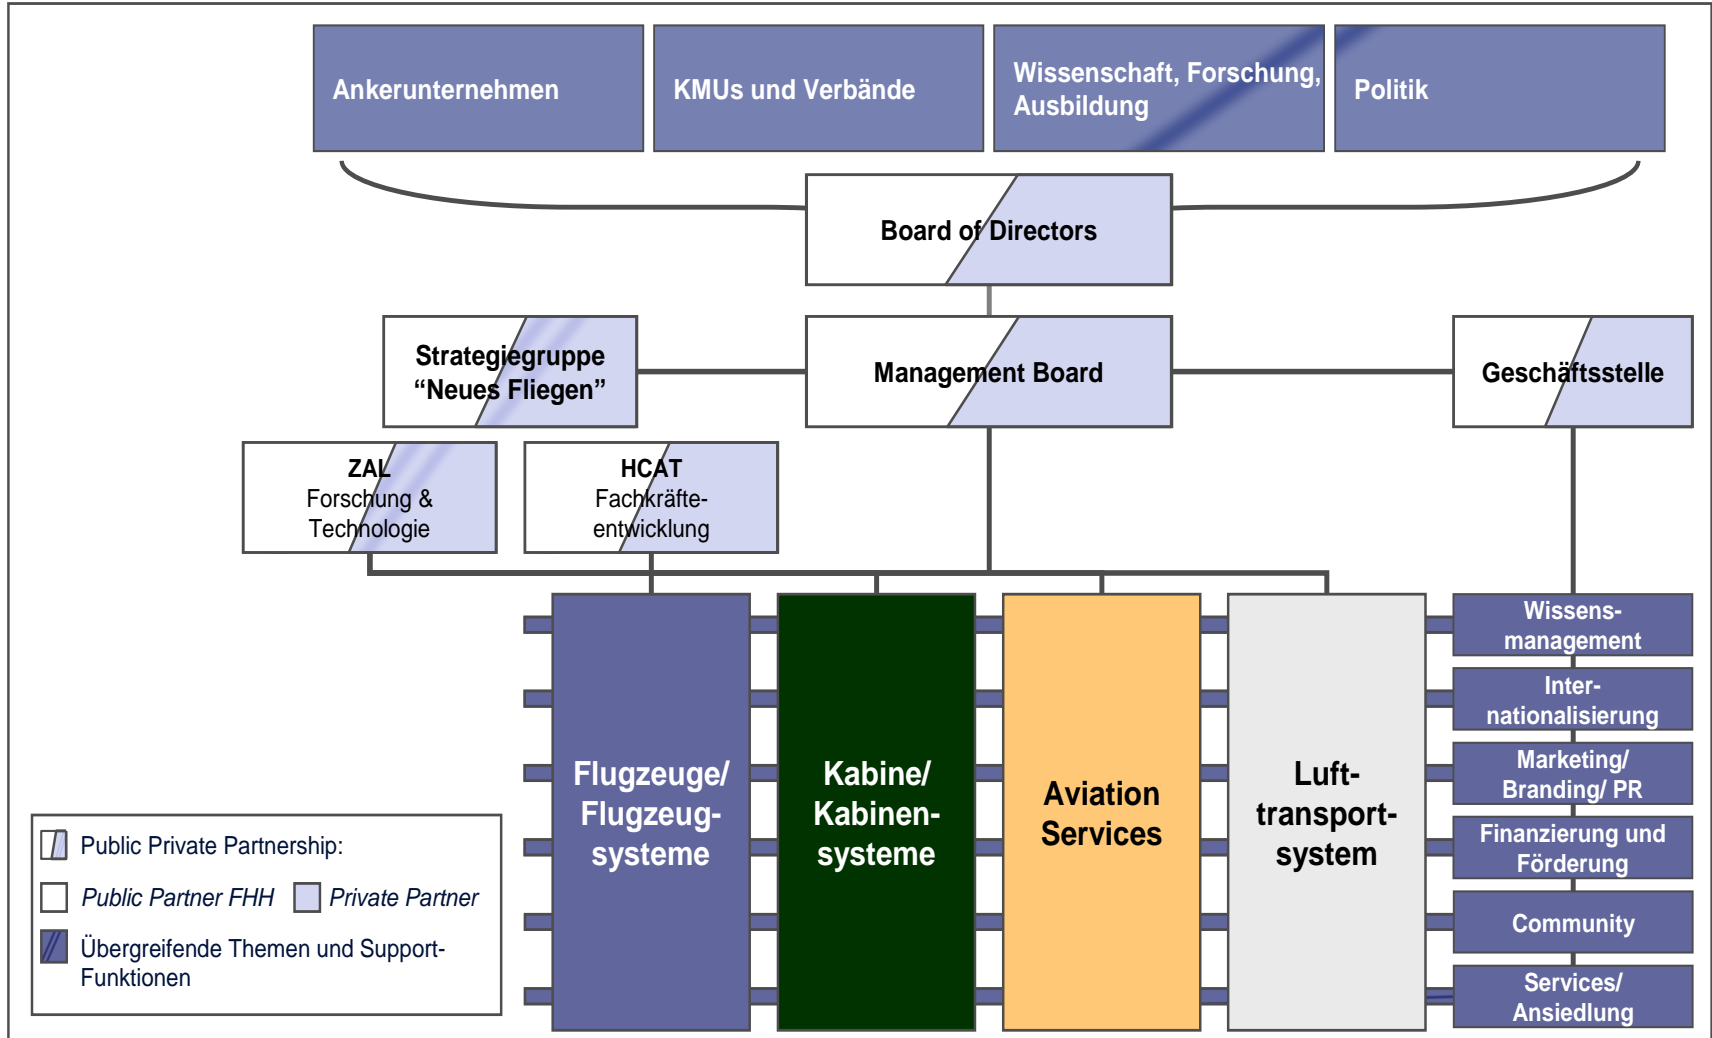 Ankerunternehmen
KMUs und Verbände
Wissenschaft, Forschung,
Ausbildung
Politik
Board of Directors
Strategiegruppe
“Neues Fliegen”
Management Board
Geschäftsstelle
ZAL
Forschung &
Technologie
HCAT
Fachkräfte-
entwicklung
Flugzeuge/
Flugzeug-
systeme
Kabine/
Kabinen-
systeme
Aviation
Services
Luft-
transport-
system
Wissens-
management
Inter-
nationalisierung
Marketing/
Branding/ PR
Finanzierung und
Förderung
Community
Services/
Ansiedlung
Public Private Partnership:
Public Partner FHH
Private Partner
Übergreifende Themen und Support-
Funktionen